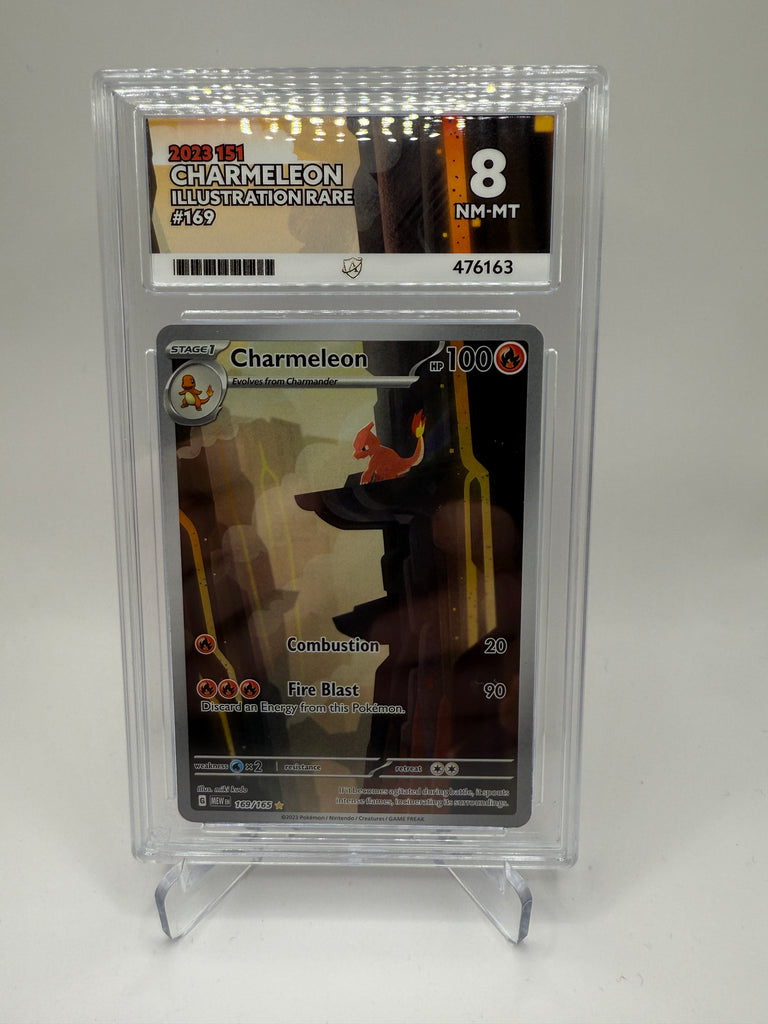 2023 151
CHARMELEON
ILLUSTRATION RARE
#169
8
NM-MT
476163
STAGE1
Charmeleon
HP 100
Evolves from Charmander
Combustion 20
Fire Blast 90
Discard an Energy from this Pokémon.
weakness ×2 resistance retreat
Illus. miki kudo
G MEW EN 169/165
If it becomes agitated during battle, it spouts
intense flames, incinerating its surroundings.
©2023 Pokémon / Nintendo / Creatures / GAME FREAK